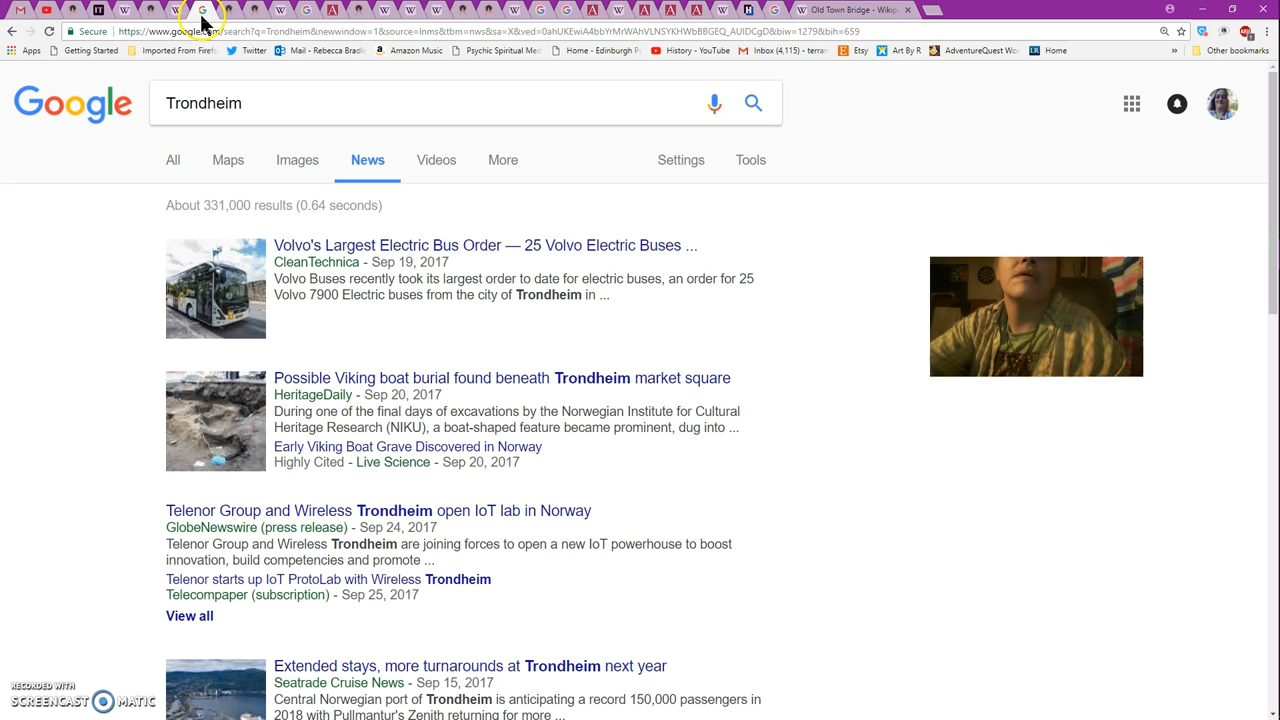 Old Town Bridge - Wikip
Secure https://www.google.com/search?q=Trondheim&newwindow=1&source=lnms&tbm=nws&sa=X&ved=0ahUKEwiA4bbYrMrWAhVLNSYKHWbBBGEQ_AUIDCgD&biw=1279&bih=659
Apps Getting Started Imported From Firef Twitter Mail - Rebecca Bradl Amazon Music Psychic Spiritual Med Home - Edinburgh P History - YouTube Inbox (4,115) - terran Etsy Art By R AdventureQuest Wor Home » Other bookmarks
Google
Trondheim
All Maps Images News Videos More Settings Tools
About 331,000 results (0.64 seconds)
Volvo's Largest Electric Bus Order — 25 Volvo Electric Buses ...
CleanTechnica - Sep 19, 2017
Volvo Buses recently took its largest order to date for electric buses, an order for 25
Volvo 7900 Electric buses from the city of Trondheim in ...
Possible Viking boat burial found beneath Trondheim market square
HeritageDaily - Sep 20, 2017
During one of the final days of excavations by the Norwegian Institute for Cultural
Heritage Research (NIKU), a boat-shaped feature became prominent, dug into ...
Early Viking Boat Grave Discovered in Norway
Highly Cited - Live Science - Sep 20, 2017
Telenor Group and Wireless Trondheim open IoT lab in Norway
GlobeNewswire (press release) - Sep 24, 2017
Telenor Group and Wireless Trondheim are joining forces to open a new IoT powerhouse to boost
innovation, build competencies and promote ...
Telenor starts up IoT ProtoLab with Wireless Trondheim
Telecompaper (subscription) - Sep 25, 2017
View all
Extended stays, more turnarounds at Trondheim next year
Seatrade Cruise News - Sep 15, 2017
Central Norwegian port of Trondheim is anticipating a record 150,000 passengers in
2018 with Pullmantur's Zenith returning for more ...
RECORDED WITH
SCREENCAST MATIC